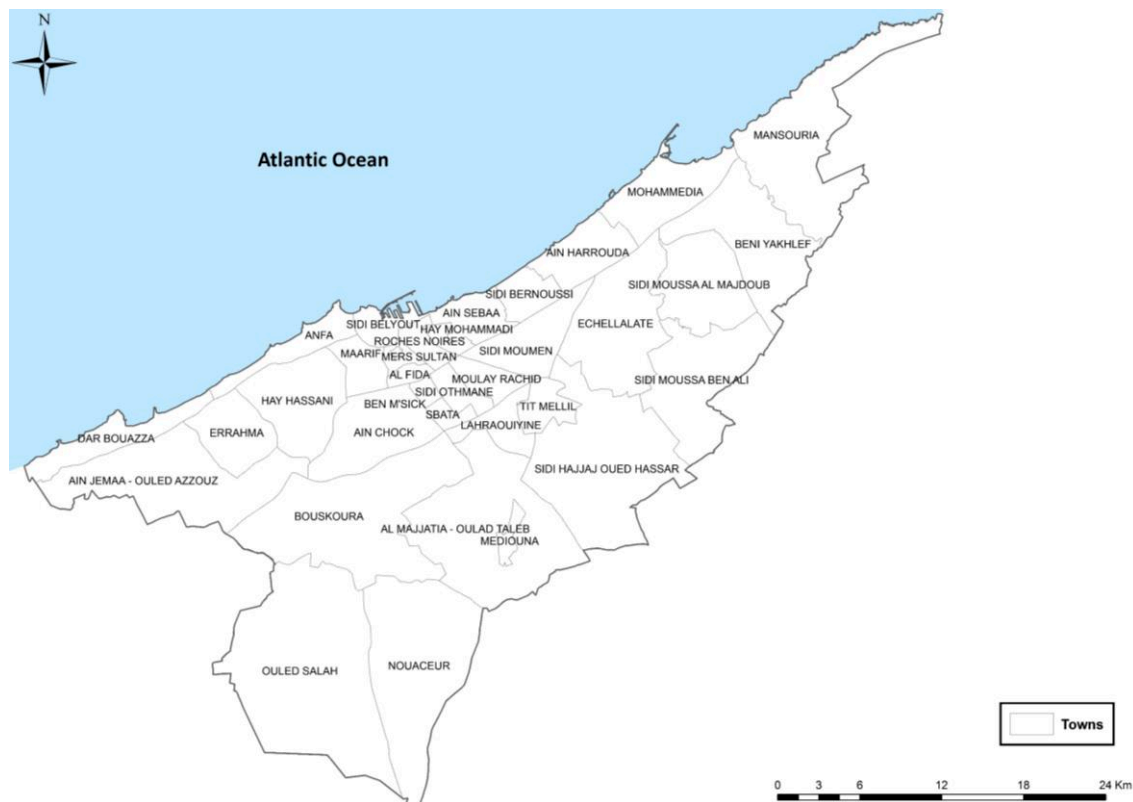 N
Atlantic Ocean
MANSOURIA
MOHAMMEDIA
BENI YAKHLEF
AIN HARROUDA
SIDI MOUSSA AL MAJDOUB
SIDI BERNOUSSI
AIN SEBAA
SIDI BELYOUT
ECHELLALATE
HAY MOHAMMADI
ANFA
ROCHES NOIRES
SIDI MOUMEN
MAARIF
MERS SULTAN
AL FIDA
MOULAY RACHID
SIDI MOUSSA BEN ALI
SIDI OTHMANE
HAY HASSANI
BEN M'SICK
TIT MELLIL
SBATA
LAHRAOUIYINE
ERRAHMA
AIN CHOCK
DAR BOUAZZA
SIDI HAJJAJ OUED HASSAR
AIN JEMAA - OULED AZZOUZ
BOUSKOURA
AL MAJJATIA - OULAD TALEB
MEDIOUNA
OULED SALAH
NOUACEUR
Towns
0 3 6 12 18 24 Km